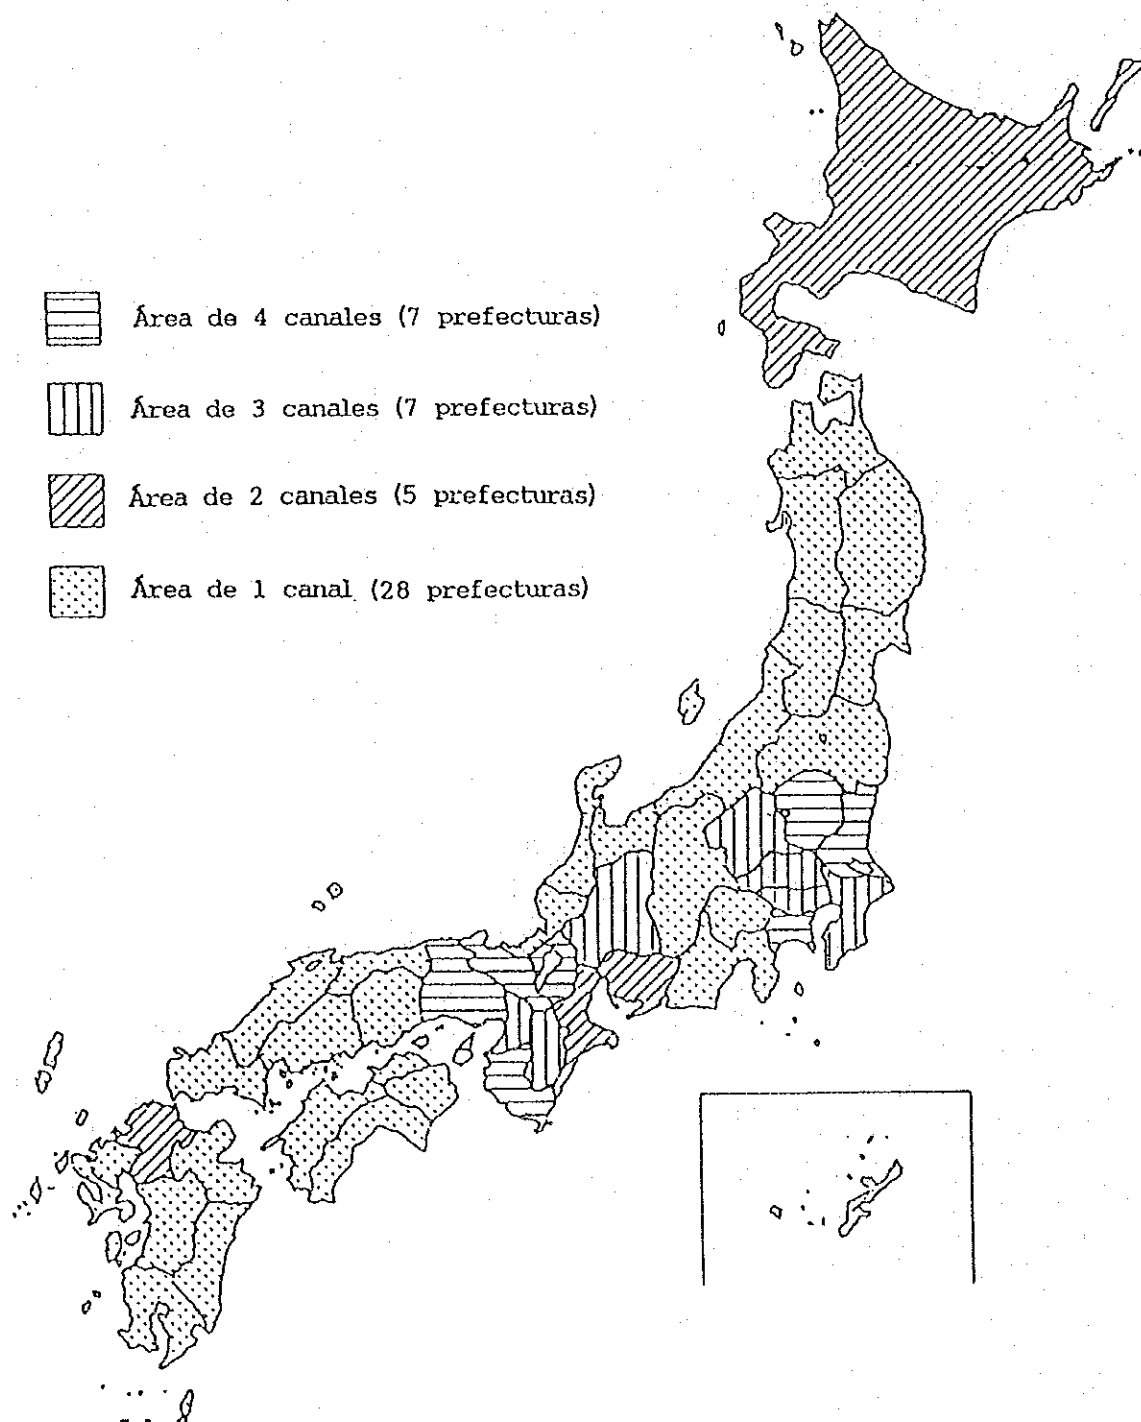 Área de 4 canales (7 prefecturas)
Área de 3 canales (7 prefecturas)
Área de 2 canales (5 prefecturas)
Área de 1 canal (28 prefecturas)